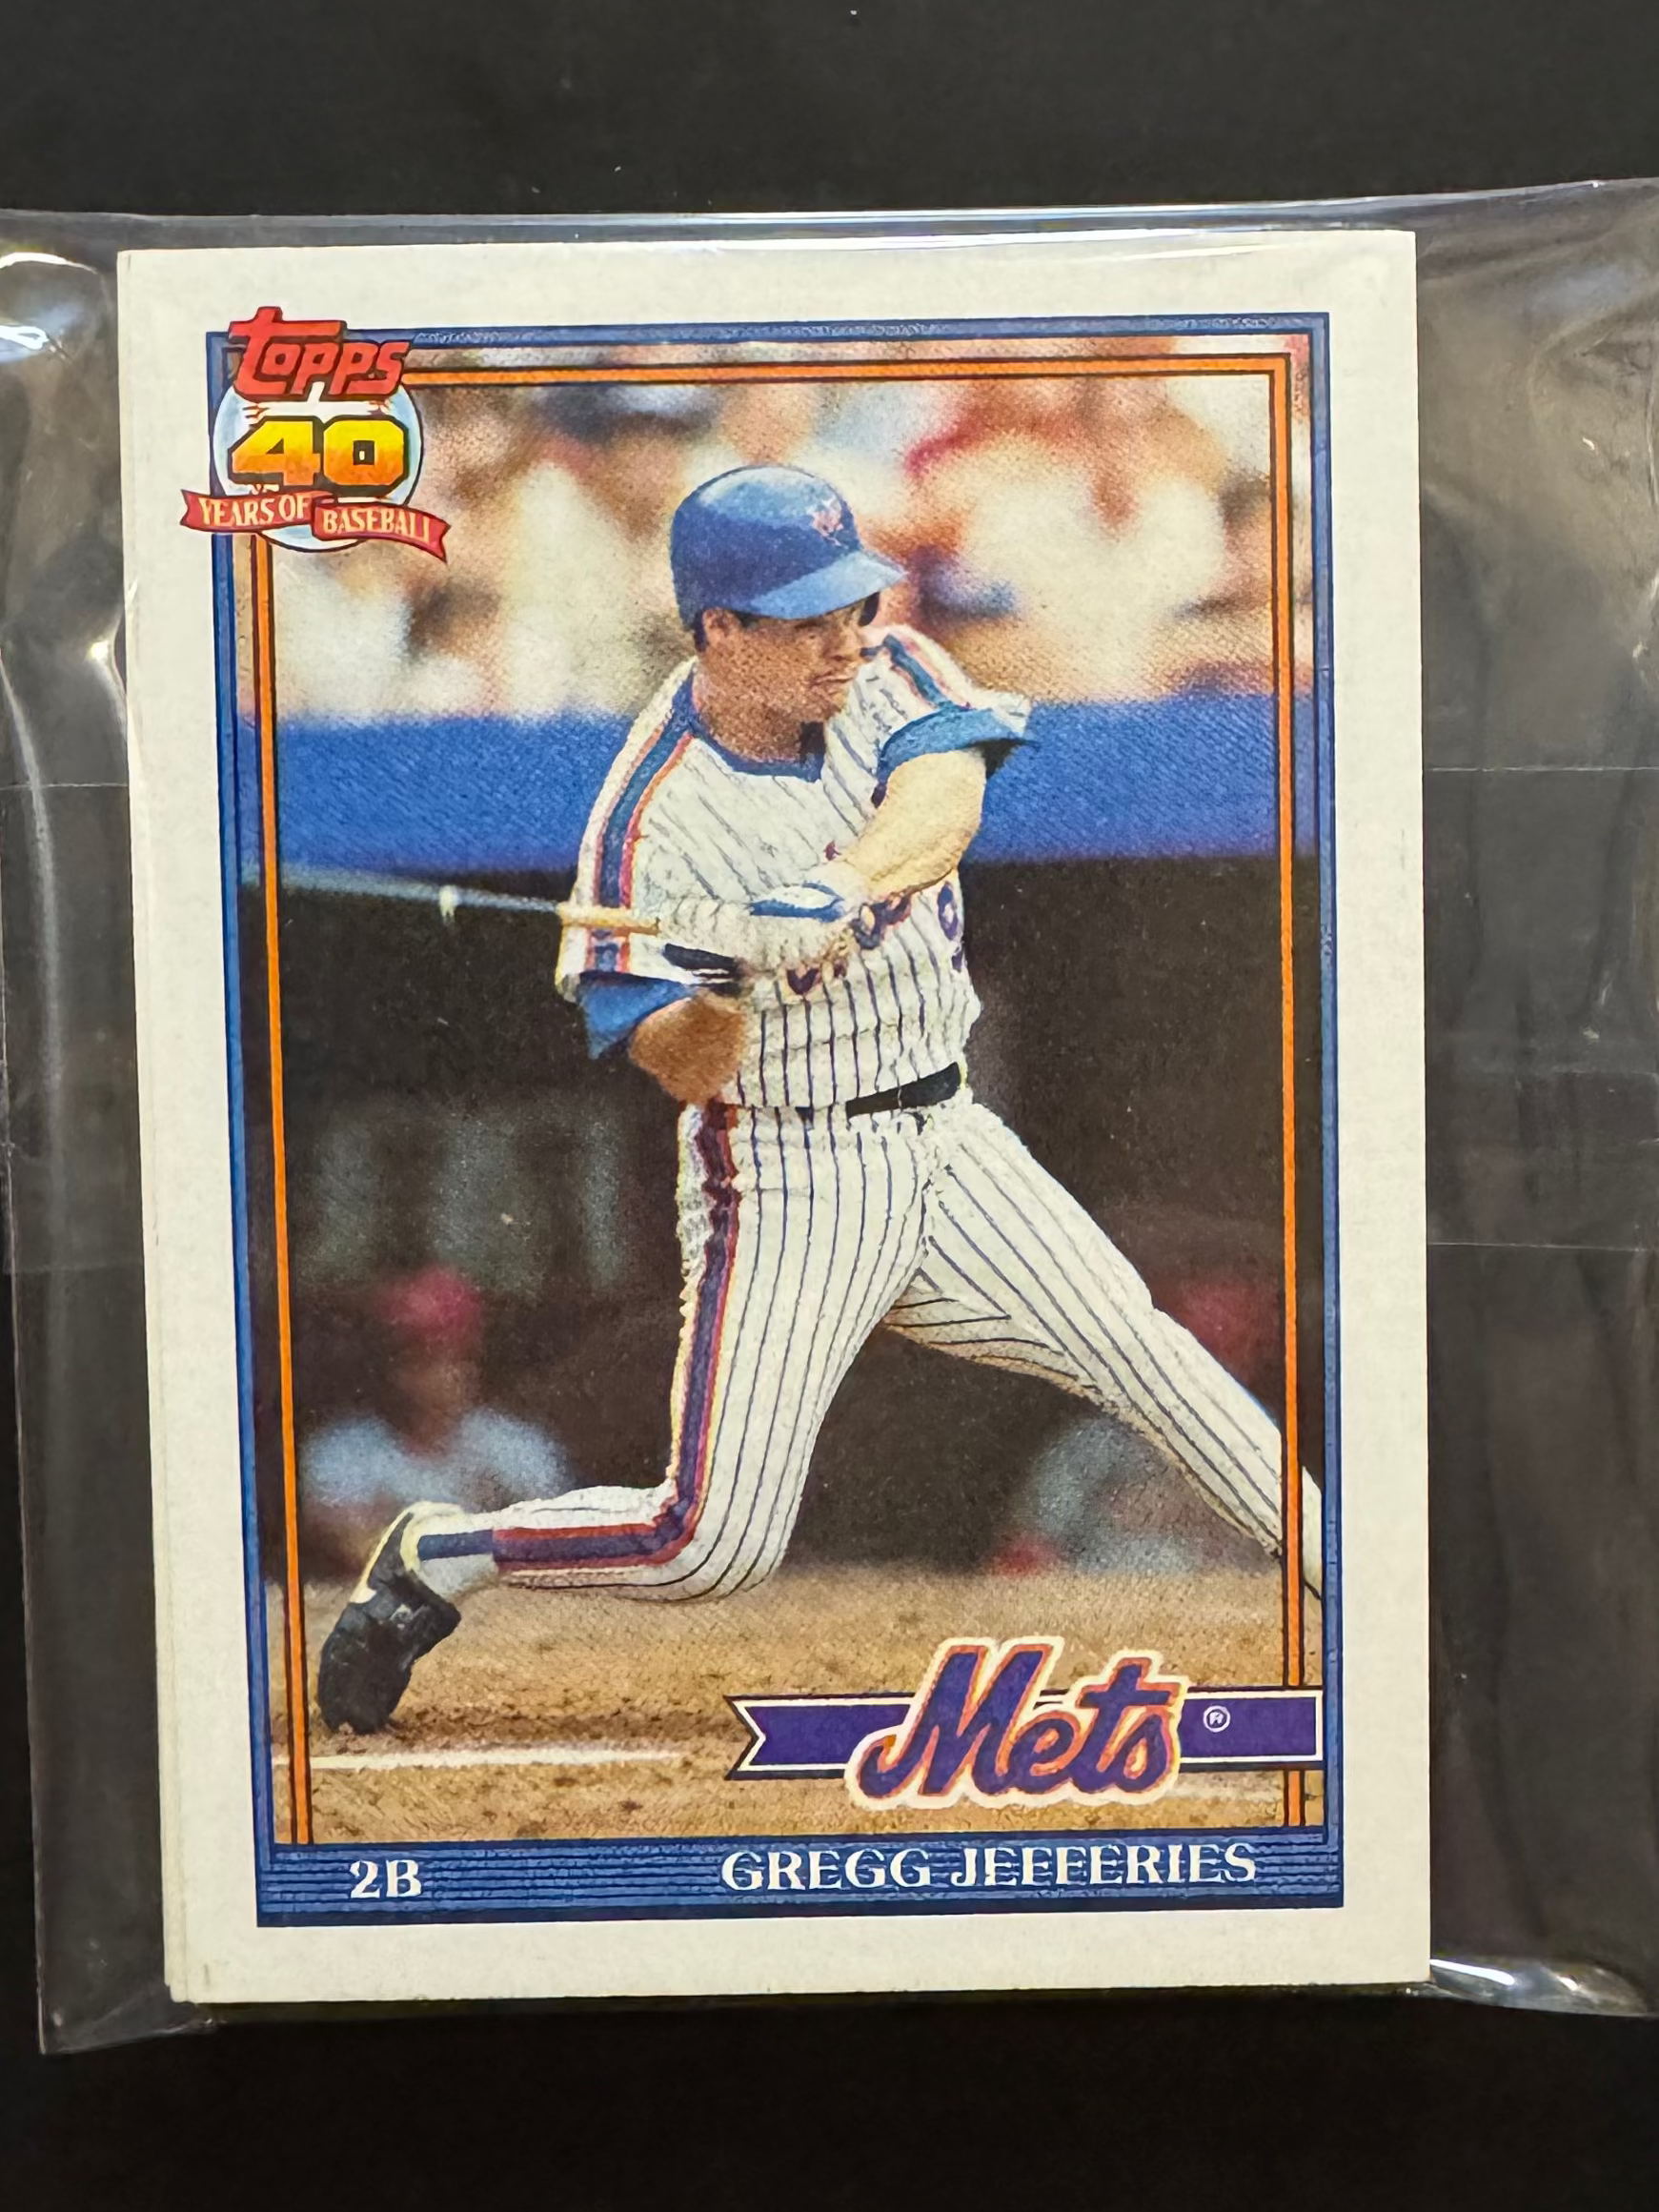 Topps
40
YEARS OF BASEBALL
Mets ®
2B GREGG JEFFERIES